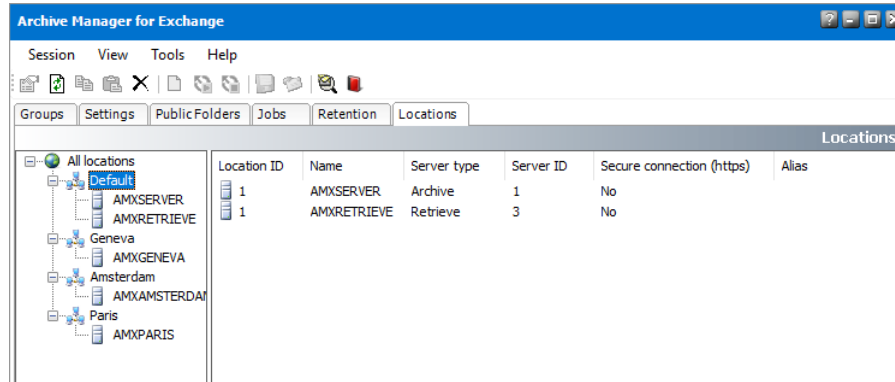 Archive Manager for Exchange
Session View Tools Help
Groups Settings Public Folders Jobs Retention Locations
Locations
All locations
Default
AMXSERVER
AMXRETRIEVE
Geneva
AMXGENEVA
Amsterdam
AMXAMSTERDAM
Paris
AMXPARIS
Location ID Name Server type Server ID Secure connection (https) Alias
1 AMXSERVER Archive 1 No
1 AMXRETRIEVE Retrieve 3 No